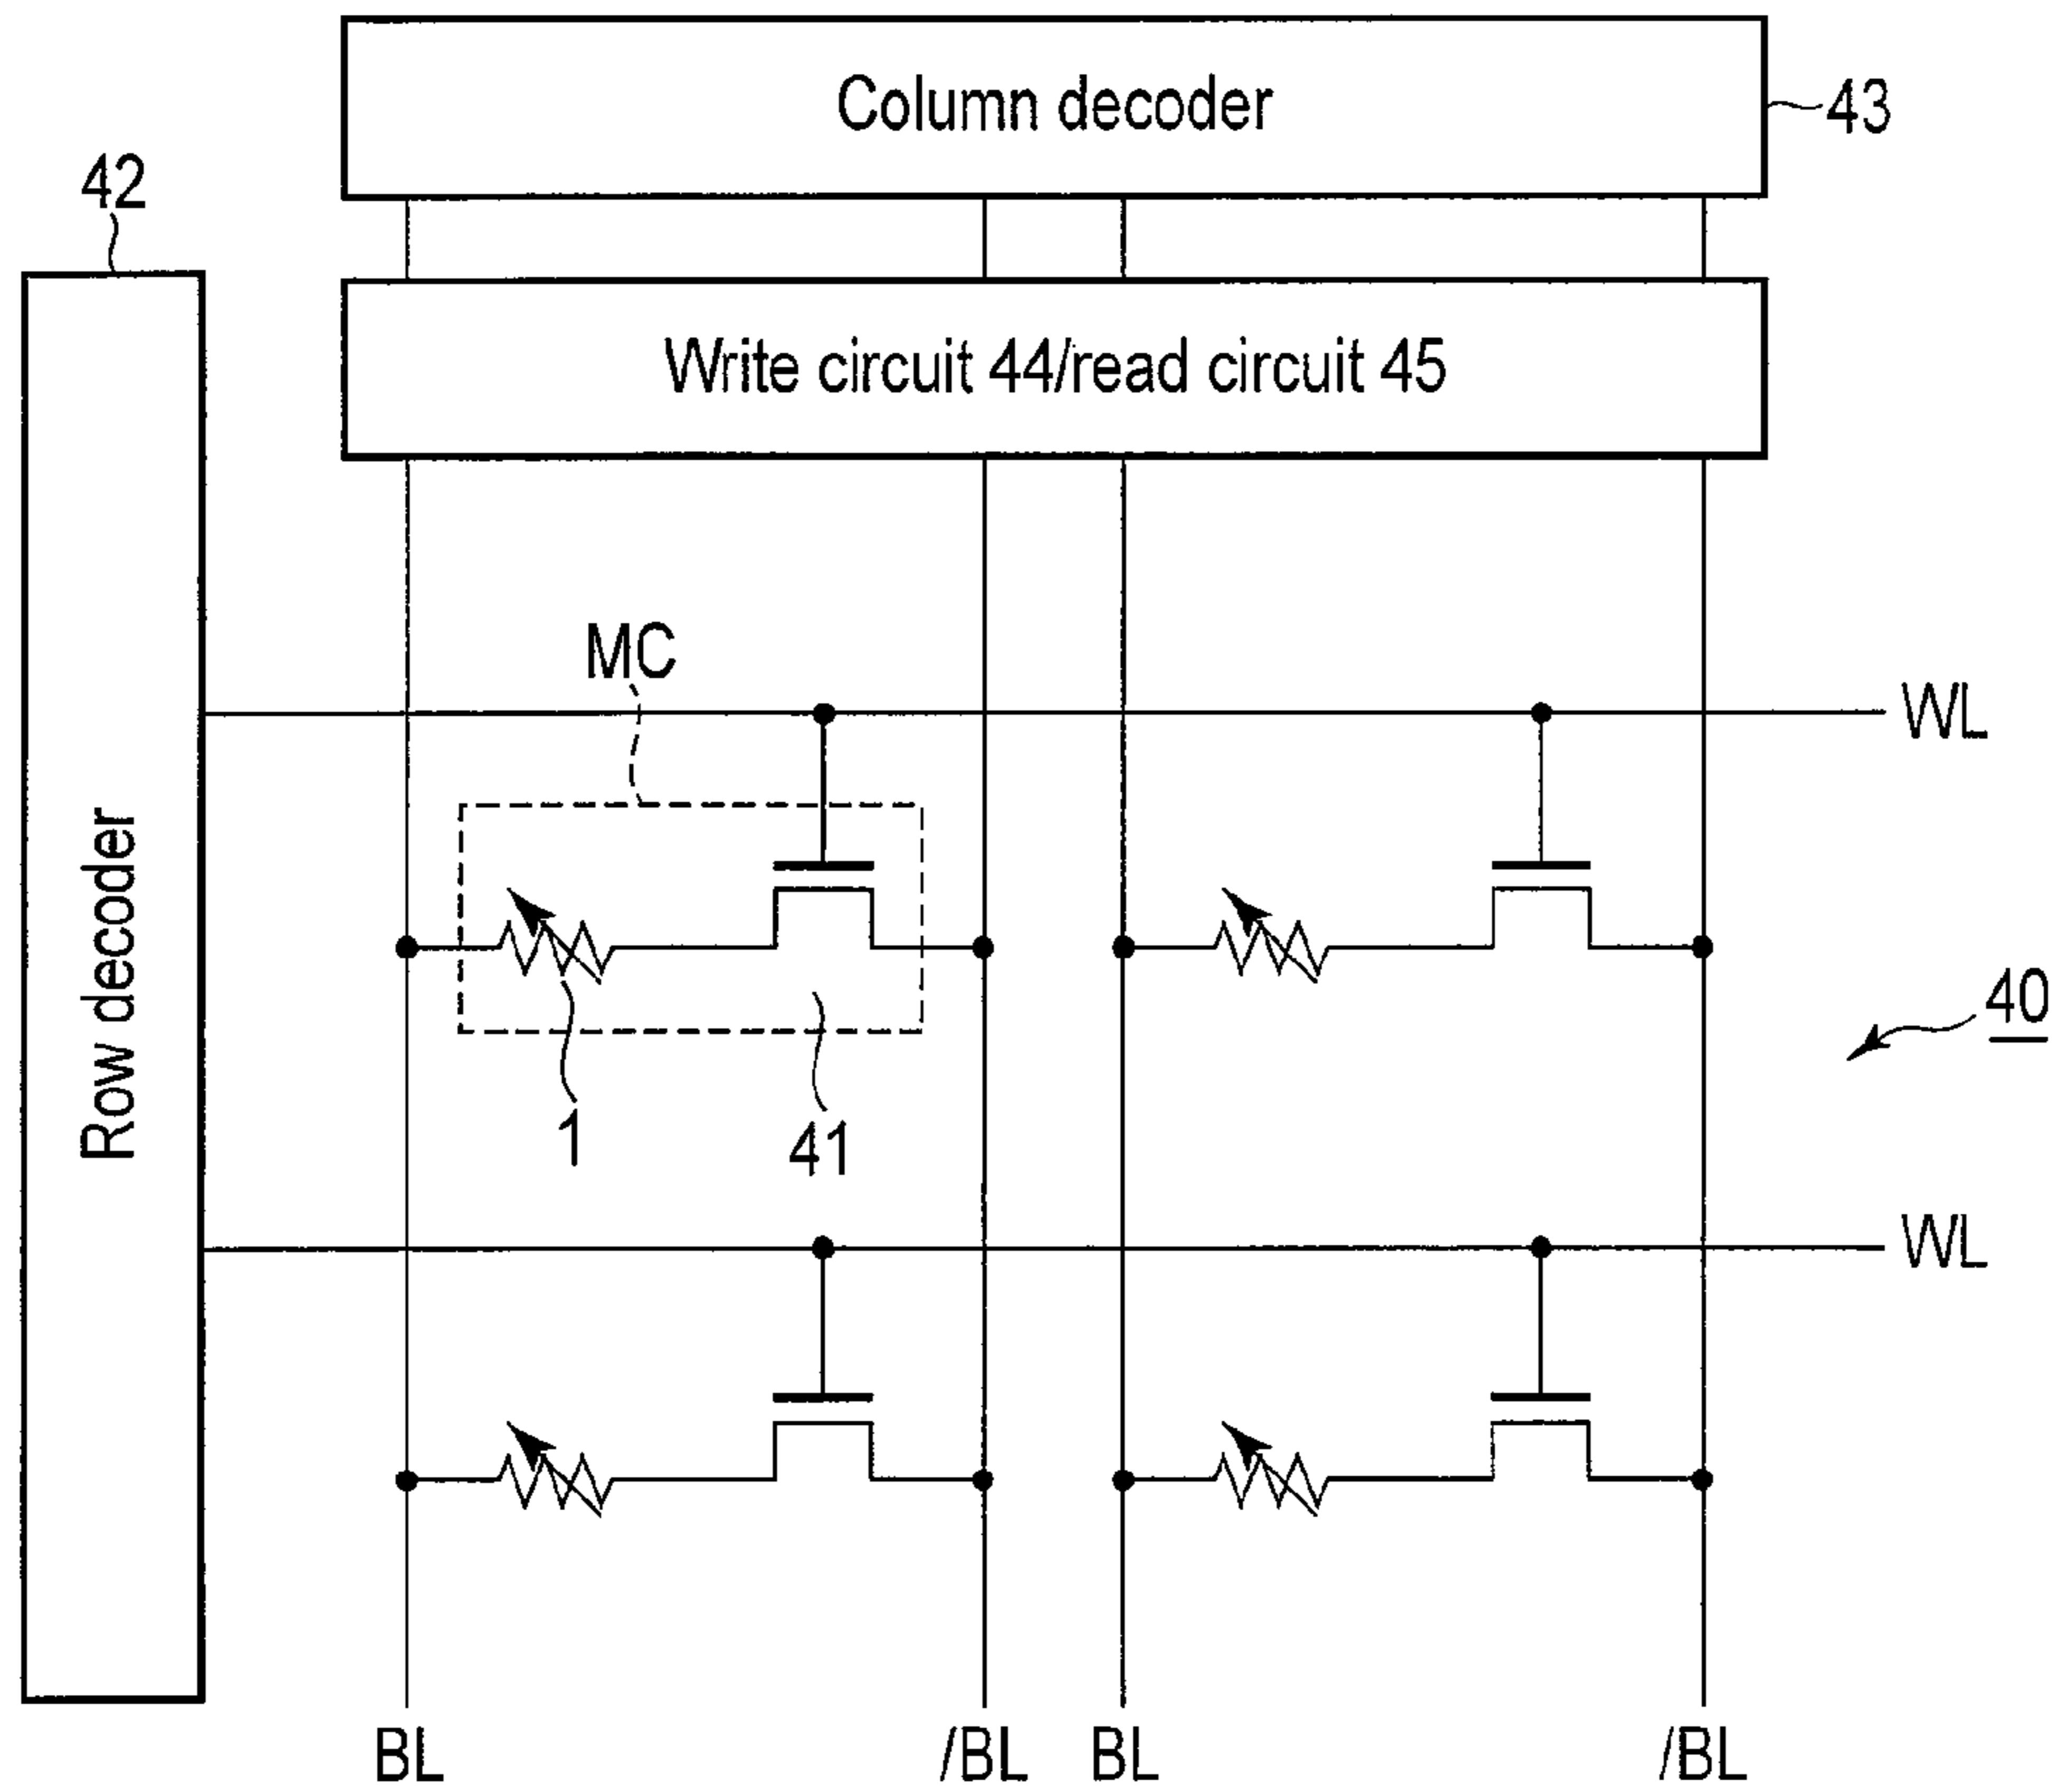 Column decoder
43
42
Write circuit 44/read circuit 45
MC
WL
Row decoder
40
1
41
WL
BL
/BL
BL
/BL